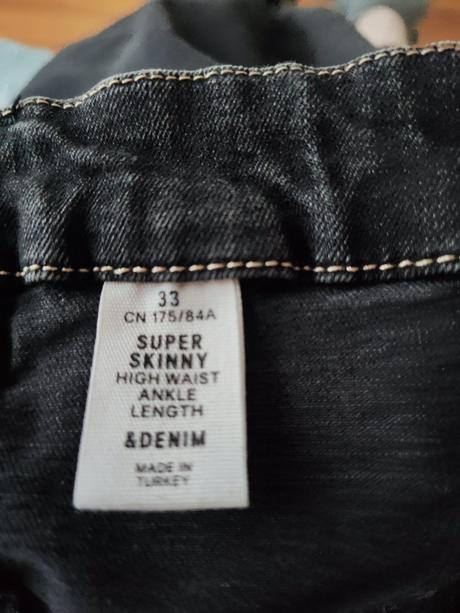 33
CN 175/84A
SUPER
SKINNY
HIGH WAIST
ANKLE
LENGTH
&DENIM
MADE IN
TURKEY